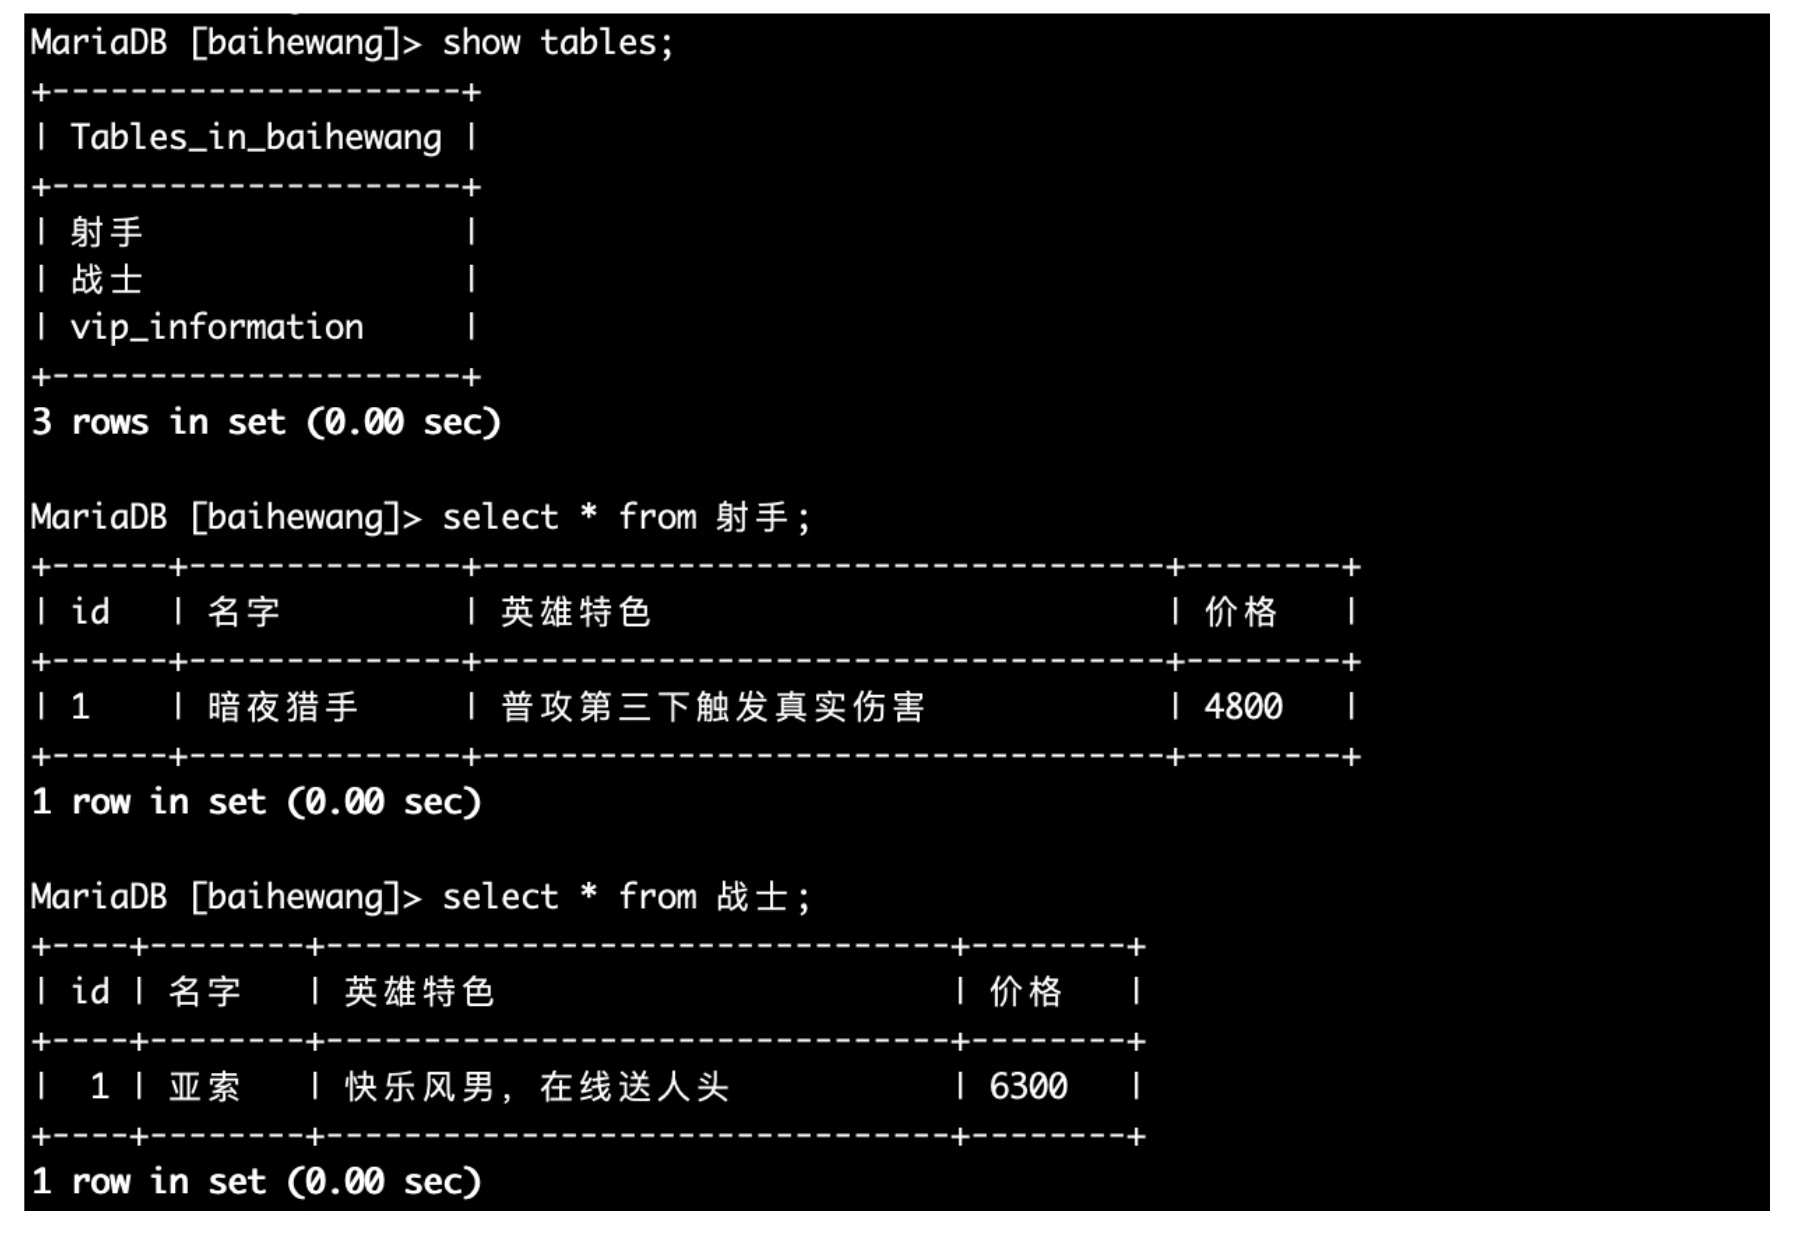 MariaDB [baihewang]> show tables;
+---------------------+
| Tables_in_baihewang |
+---------------------+
| 射手                |
| 战士                |
| vip_information     |
+---------------------+
3 rows in set (0.00 sec)
MariaDB [baihewang]> select * from 射手;
+------+--------------+-----------------------------------+--------+
| id   | 名字         | 英雄特色                          | 价格   |
+------+--------------+-----------------------------------+--------+
| 1    | 暗夜猎手     | 普攻第三下触发真实伤害            | 4800   |
+------+--------------+-----------------------------------+--------+
1 row in set (0.00 sec)
MariaDB [baihewang]> select * from 战士;
+----+--------+--------------------------------+--------+
| id | 名字   | 英雄特色                       | 价格   |
+----+--------+--------------------------------+--------+
|  1 | 亚索   | 快乐风男，在线送人头           | 6300   |
+----+--------+--------------------------------+--------+
1 row in set (0.00 sec)